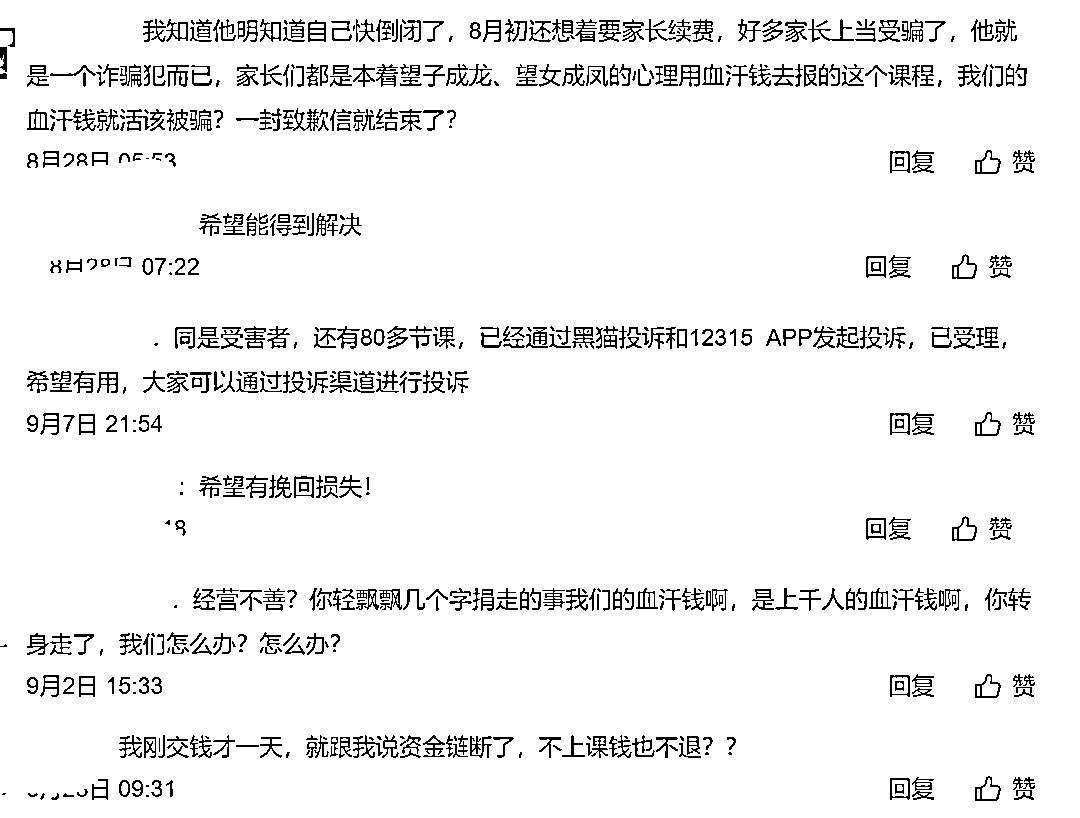 我知道他明知道自己快倒闭了，8月初还想着要家长续费，好多家长上当受骗了，他就
是一个诈骗犯而已，家长们都是本着望子成龙、望女成凤的心理用血汗钱去报的这个课程，我们的
血汗钱就活该被骗？一封致歉信就结束了？
8月28日 05:53
回复 赞
希望能得到解决
8月28日 07:22
回复 赞
. 同是受害者，还有80多节课，已经通过黑猫投诉和12315 APP发起投诉，已受理，
希望有用，大家可以通过投诉渠道进行投诉
9月7日 21:54
回复 赞
：希望有挽回损失！
18
回复 赞
. 经营不善？你轻飘飘几个字捐走的事我们的血汗钱啊，是上千人的血汗钱啊，你转
身走了，我们怎么办？怎么办？
9月2日 15:33
回复 赞
我刚交钱才一天，就跟我说资金链断了，不上课钱也不退？？
日 09:31
回复 赞